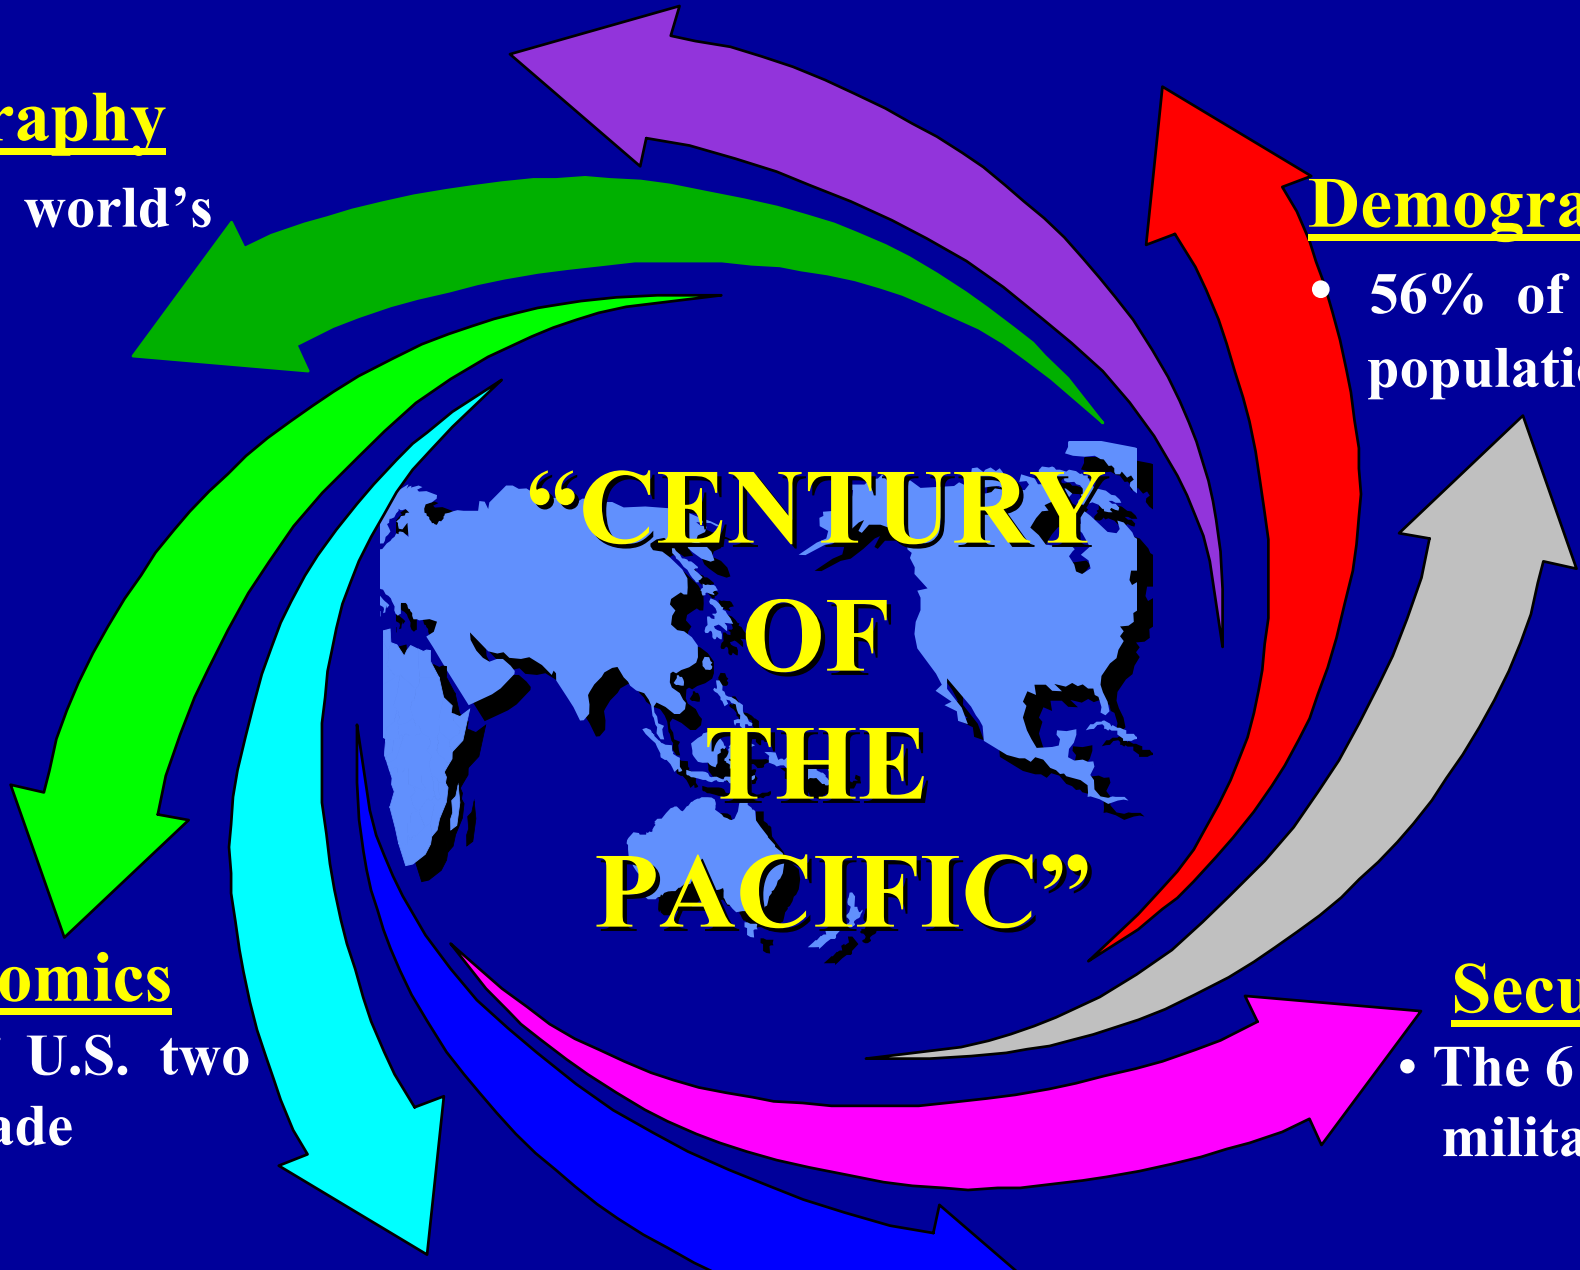 raphy
world’s
Demogra
• 56% of
populati
“CENTURY
OF
THE
PACIFIC”
omics
U.S. two
ade
Secu
• The 6
milita